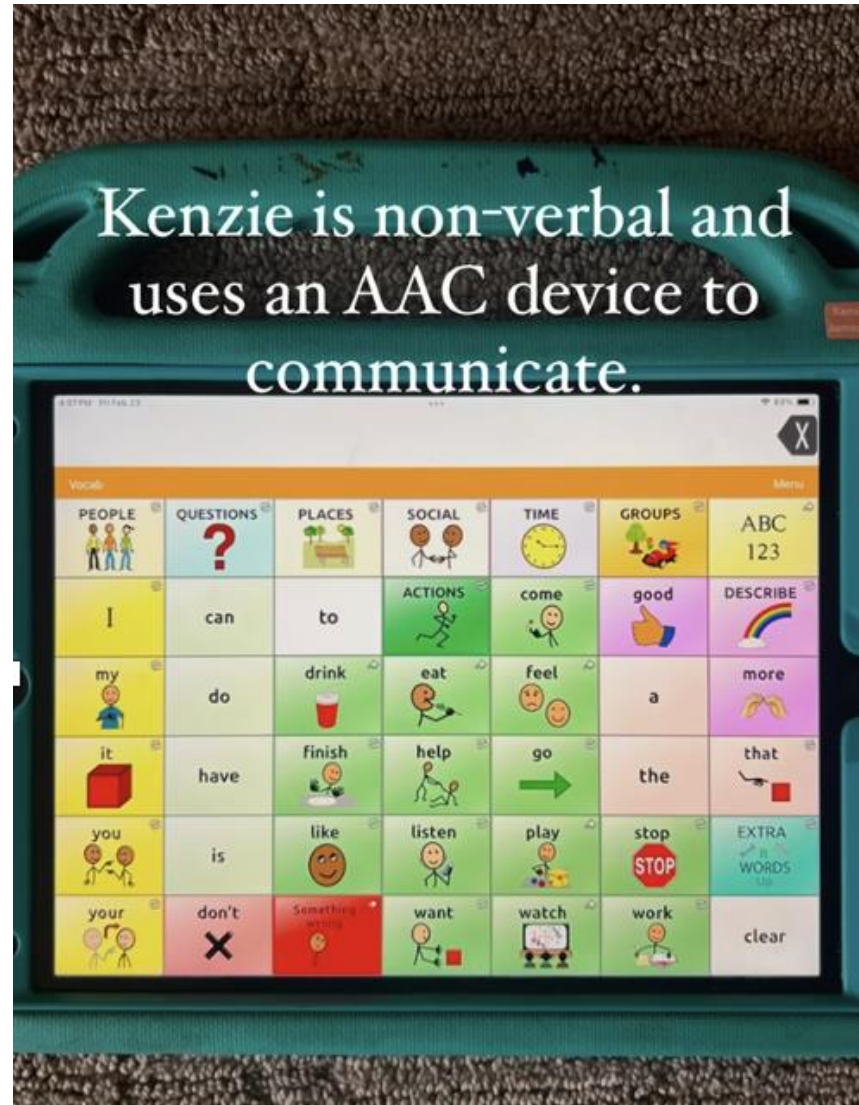 Kenzie is non-verbal and
uses an AAC device to
communicate.
Vocab Menu
PEOPLE QUESTIONS PLACES SOCIAL TIME GROUPS ABC
123
I can to ACTIONS come good DESCRIBE
my do drink eat feel a more
it have finish help go the that
you is like listen play stop EXTRA
STOP WORDS
your don't Something want watch work clear
wrong